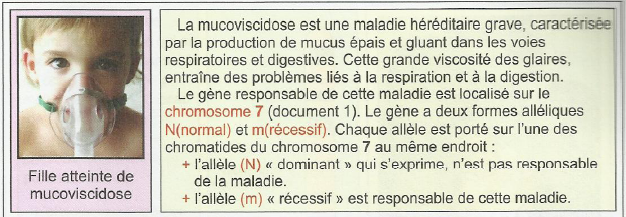 La mucoviscidose est une maladie héréditaire grave, caractérisée
par la production de mucus épais et gluant dans les voies
respiratoires et digestives. Cette grande viscosité des glaires,
entraîne des problèmes liés à la respiration et à la digestion.
Le gène responsable de cette maladie est localisé sur le
chromosome 7 (document 1). Le gène a deux formes alléliques
N(normal) et m(récessif). Chaque allèle est porté sur l'une des
chromatides du chromosome 7 au même endroit :
+ l'allèle (N) « dominant » qui s'exprime, n'est pas responsable
de la maladie.
+ l'allèle (m) « récessif » est responsable de cette maladie.
Fille atteinte de
mucoviscidose